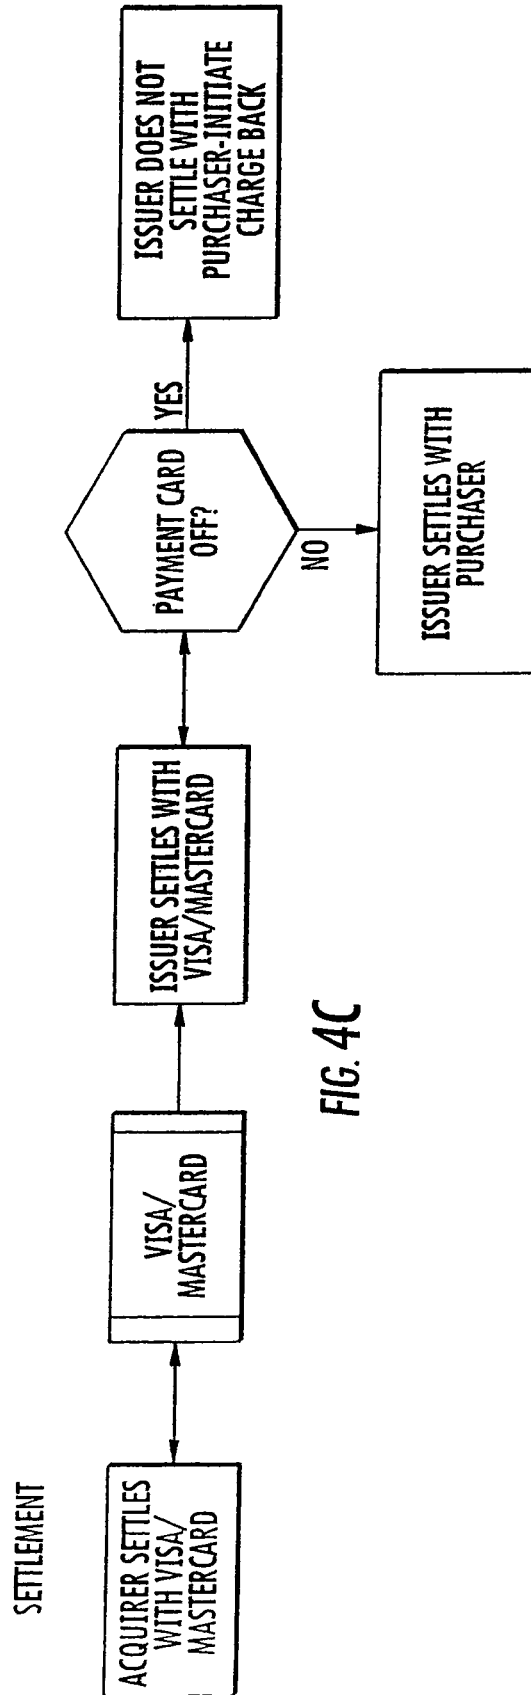 SETTLEMENT
ACQUIRER SETTLES
WITH VISA/
MASTERCARD
VISA/
MASTERCARD
ISSUER SETTLES WITH
VISA/MASTERCARD
PAYMENT CARD
OFF?
YES
ISSUER DOES NOT
SETTLE WITH
PURCHASER-INITIATE
CHARGE BACK
NO
ISSUER SETTLES WITH
PURCHASER
FIG. 4C